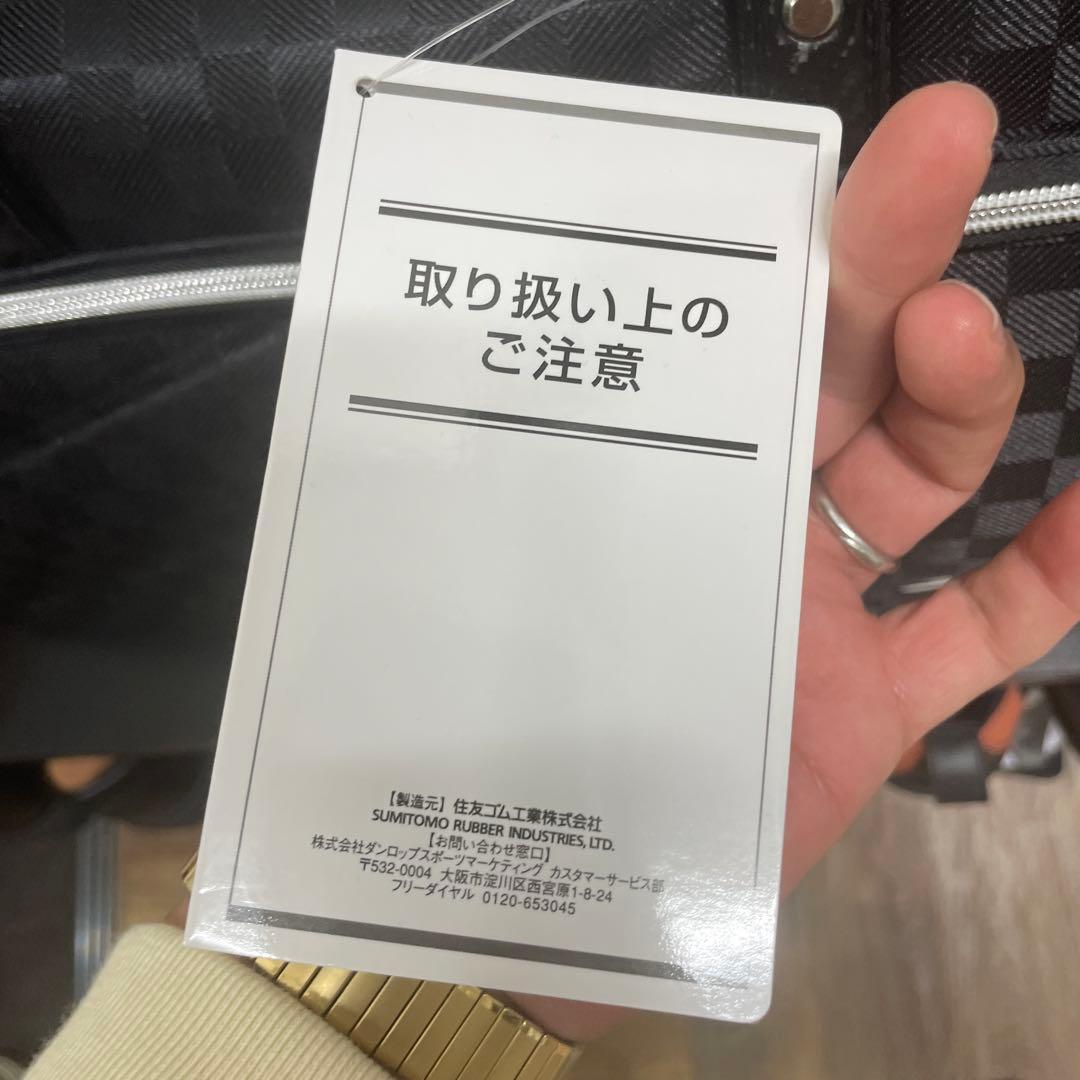 取り扱い上の
ご注意
【製造元】住友ゴム工業株式会社
SUMITOMO RUBBER INDUSTRIES, LTD.
【お問い合わせ窓口】
株式会社ダンロップスポーツマーケティング カスタマーサービス部
〒532-0004 大阪市淀川区西宮原1-8-24
フリーダイヤル 0120-653045